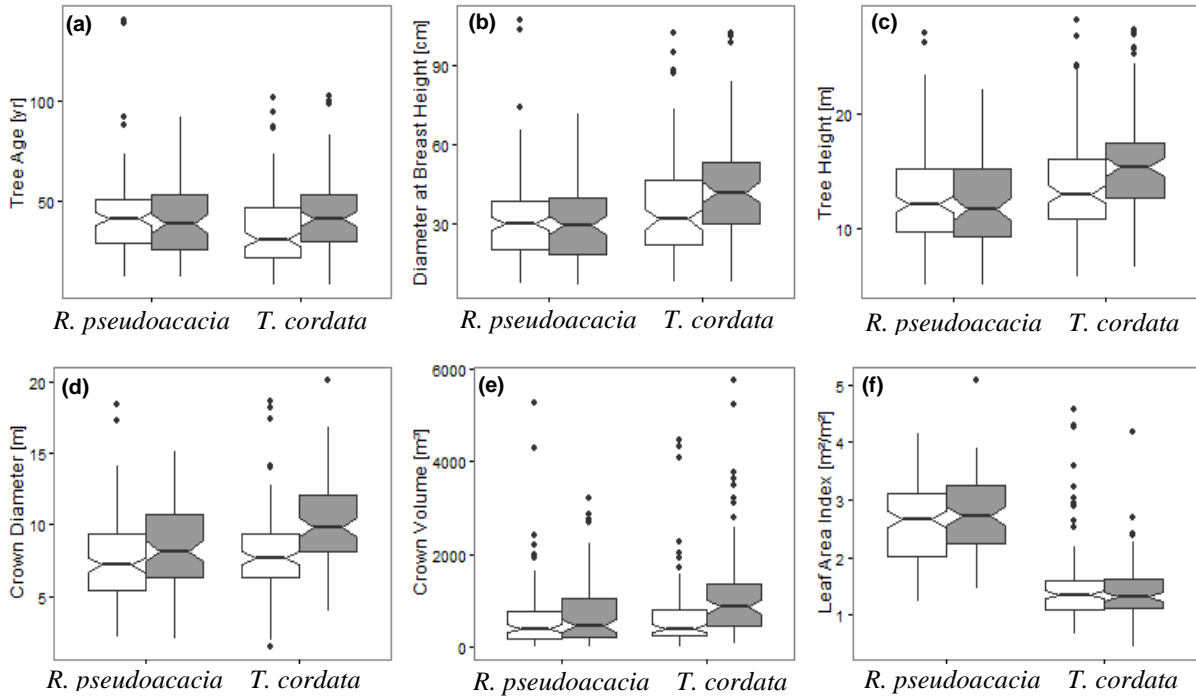 (a)
Tree Age [yr]
100
50
R. pseudoacacia T. cordata
(b)
Diameter at Breast Height [cm]
90
60
30
R. pseudoacacia T. cordata
(c)
Tree Height [m]
20
10
R. pseudoacacia T. cordata
(d)
Crown Diameter [m]
20
15
10
5
R. pseudoacacia T. cordata
(e)
Crown Volume [m³]
6000
4000
2000
0
R. pseudoacacia T. cordata
(f)
Leaf Area Index [m²/m²]
5
4
3
2
1
R. pseudoacacia T. cordata